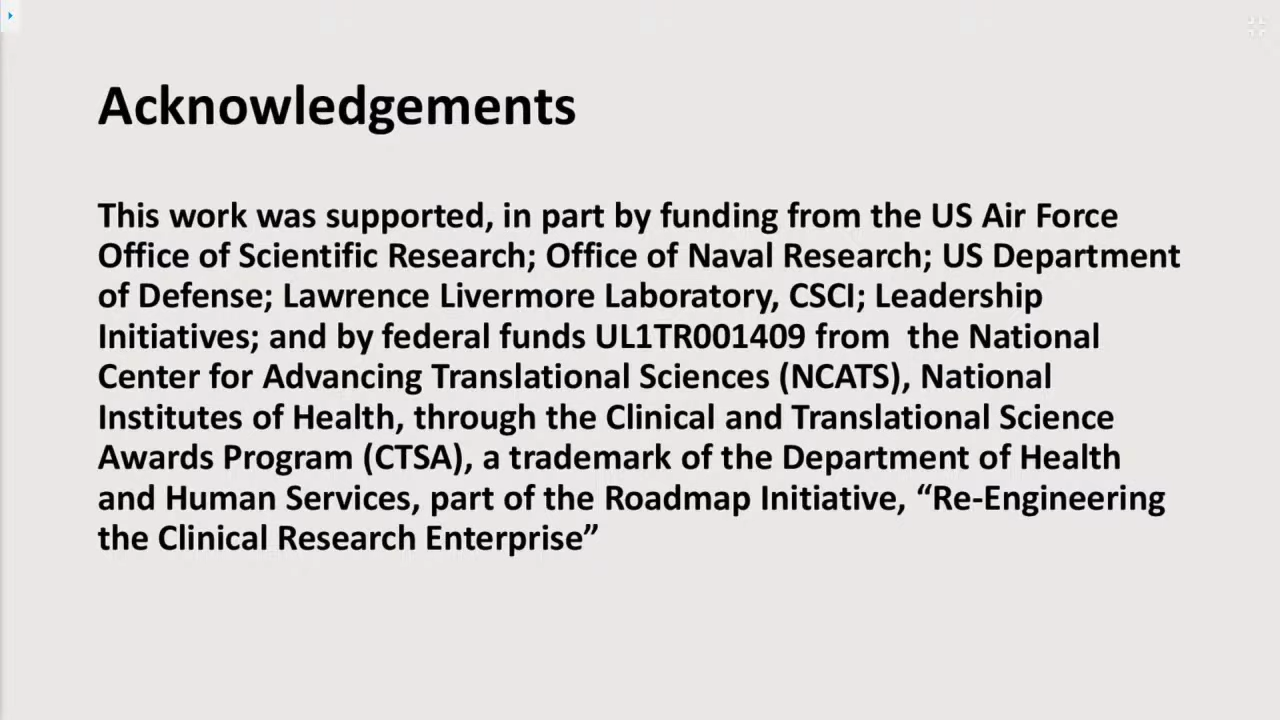 Acknowledgements
This work was supported, in part by funding from the US Air Force
Office of Scientific Research; Office of Naval Research; US Department
of Defense; Lawrence Livermore Laboratory, CSCI; Leadership
Initiatives; and by federal funds UL1TR001409 from  the National
Center for Advancing Translational Sciences (NCATS), National
Institutes of Health, through the Clinical and Translational Science
Awards Program (CTSA), a trademark of the Department of Health
and Human Services, part of the Roadmap Initiative, “Re-Engineering
the Clinical Research Enterprise”